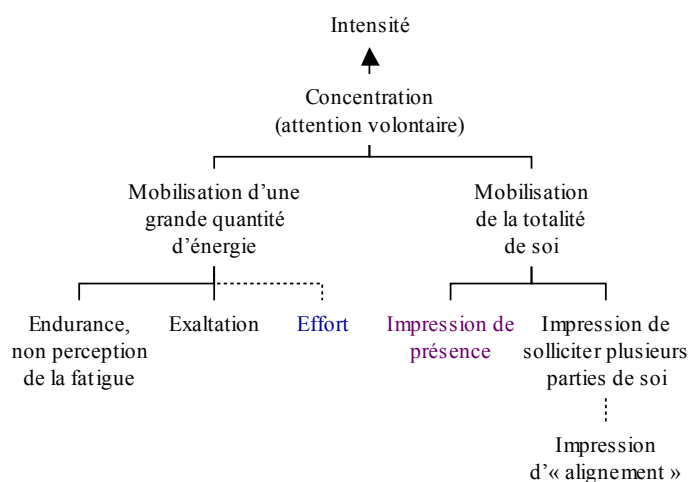 Intensité
Concentration
(attention volontaire)
Mobilisation d'une
grande quantité
d'énergie
Mobilisation
de la totalité
de soi
Endurance,
non perception
de la fatigue
Exaltation
Effort
Impression de
présence
Impression de
solliciter plusieurs
parties de soi
Impression
d'« alignement »